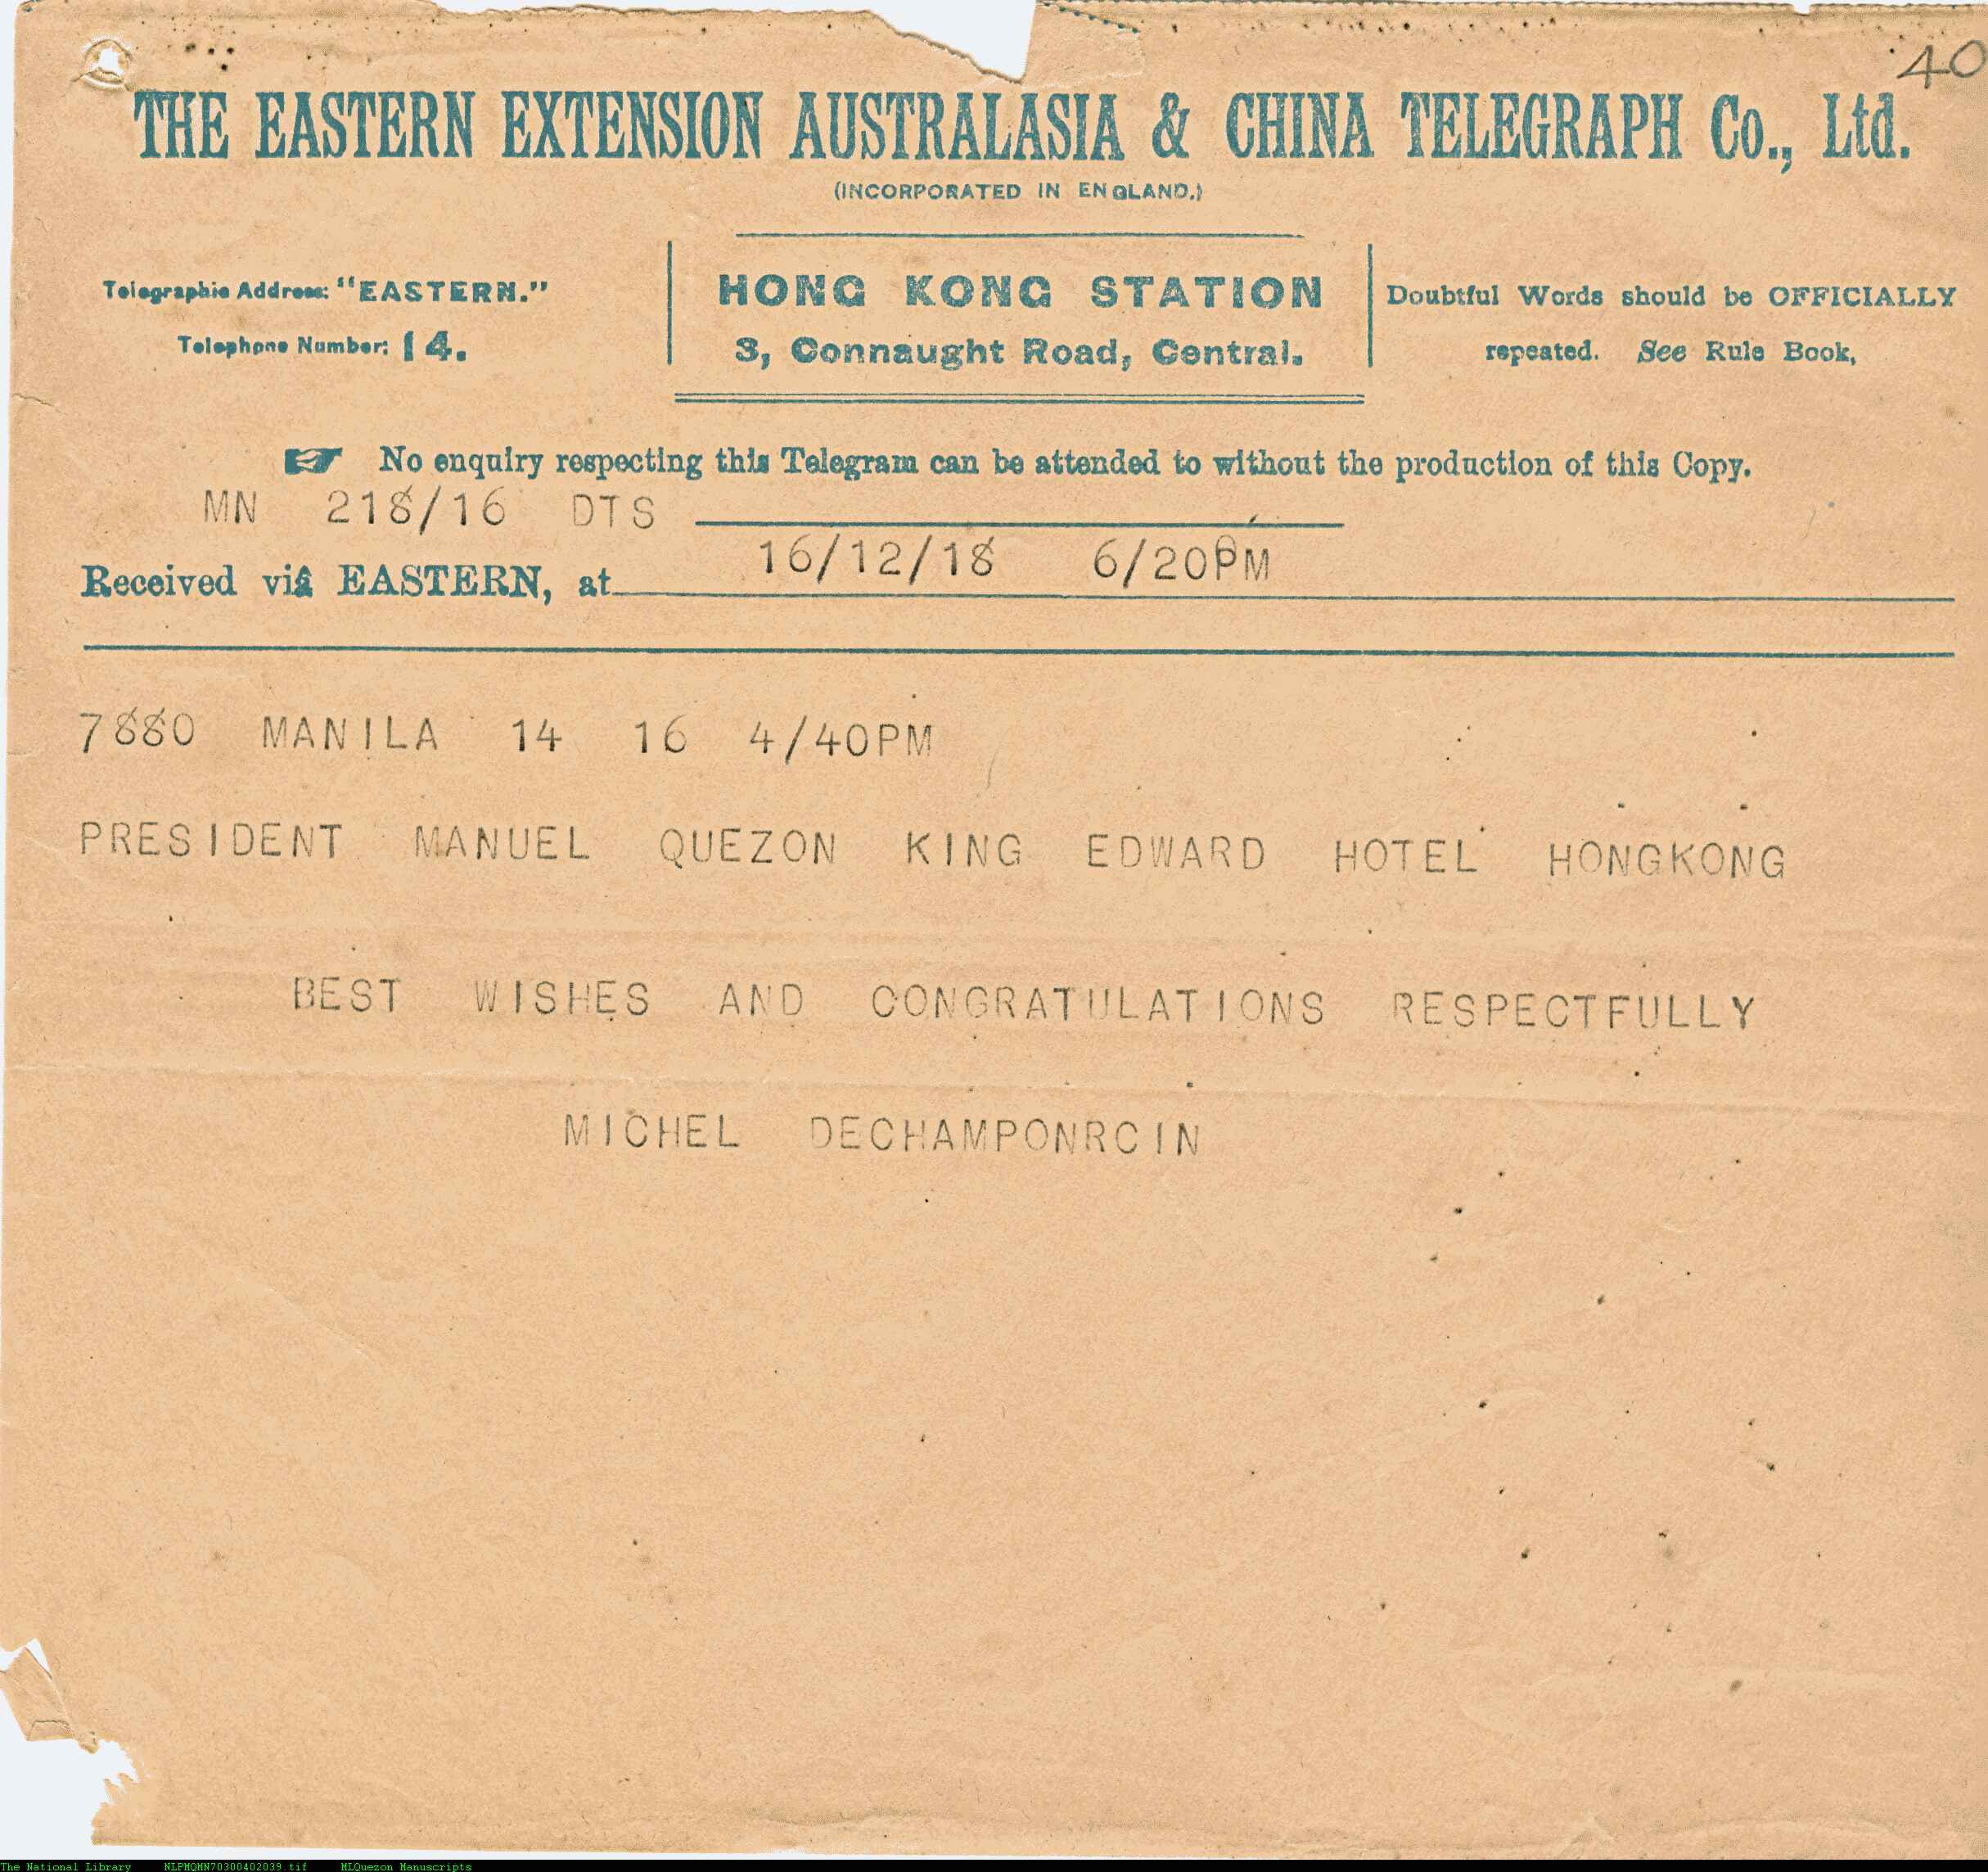 40
THE EASTERN EXTENSION AUSTRALASIA & CHINA TELEGRAPH Co., Ltd.
(INCORPORATED IN ENGLAND.)
Telegraphic Address: "EASTERN."
Telephone Number: 14.
HONG KONG STATION
3, Connaught Road, Central.
Doubtful Words should be OFFICIALLY
repeated. See Rule Book,
☛ No enquiry respecting this Telegram can be attended to without the production of this Copy.
MN 218/16 DTS
Received viâ EASTERN, at 16/12/18 6/20PM
7880 MANILA 14 16 4/40PM
PRESIDENT MANUEL QUEZON KING EDWARD HOTEL HONGKONG
BEST WISHES AND CONGRATULATIONS RESPECTFULLY
MICHEL DECHAMPONRCIN
The National Library NLPMQMN70300402039.tif MLQuezon Manuscripts